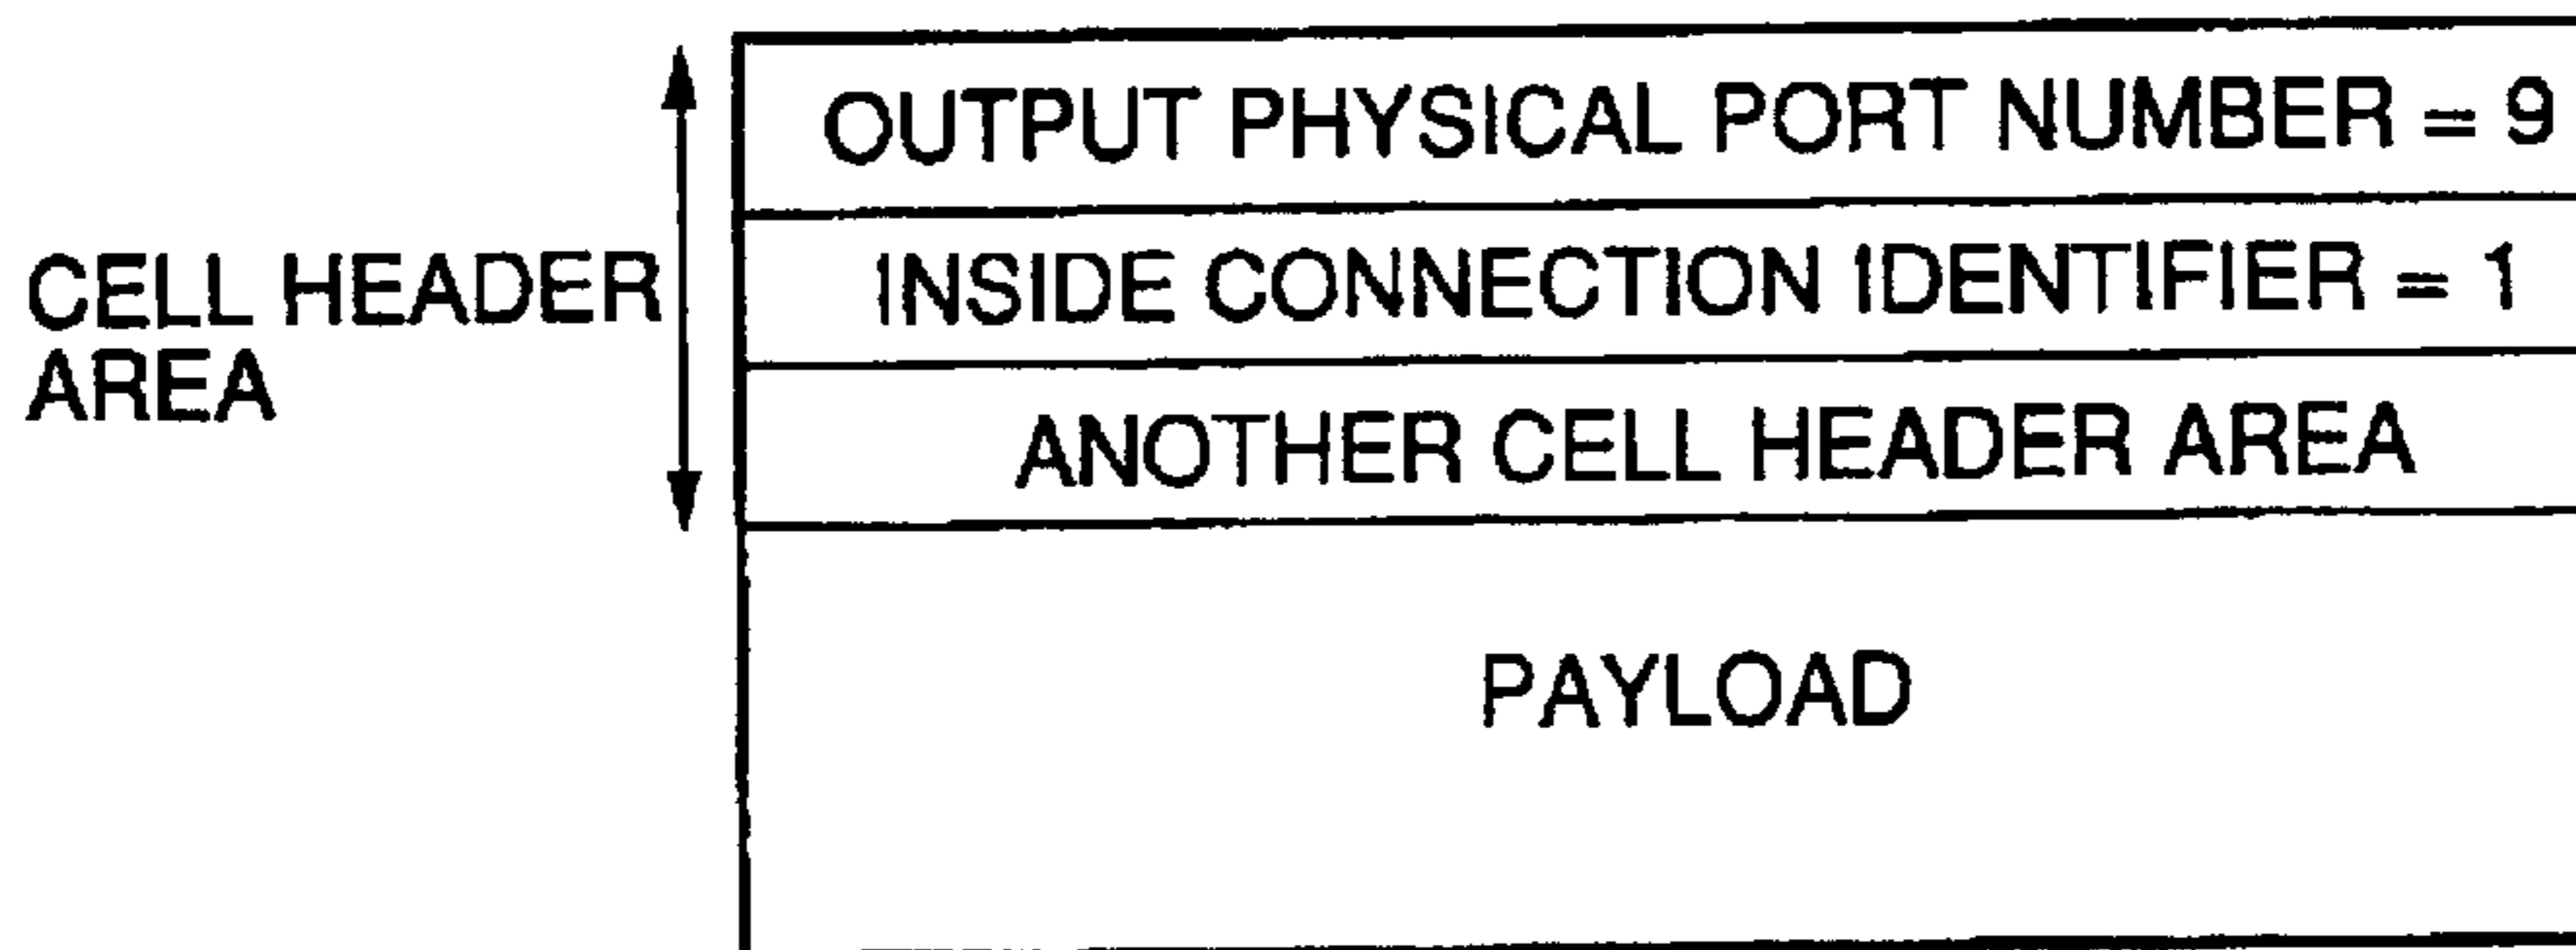 OUTPUT PHYSICAL PORT NUMBER = 9
INSIDE CONNECTION IDENTIFIER = 1
CELL HEADER
AREA
ANOTHER CELL HEADER AREA
PAYLOAD